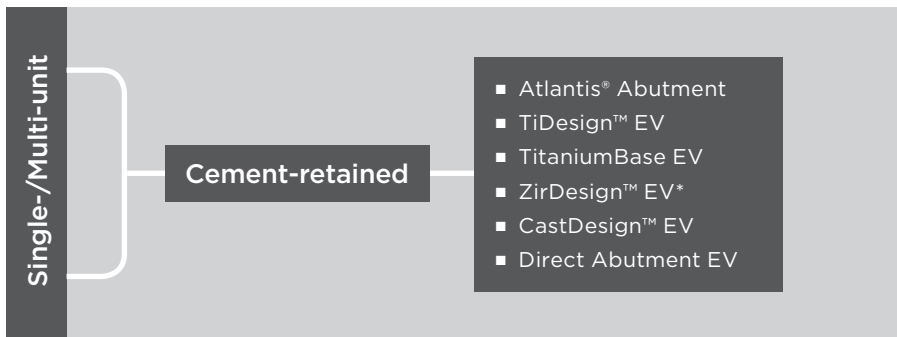 Single-/Multi-unit
Cement-retained
■ Atlantis® Abutment
■ TiDesign™ EV
■ TitaniumBase EV
■ ZirDesign™ EV*
■ CastDesign™ EV
■ Direct Abutment EV